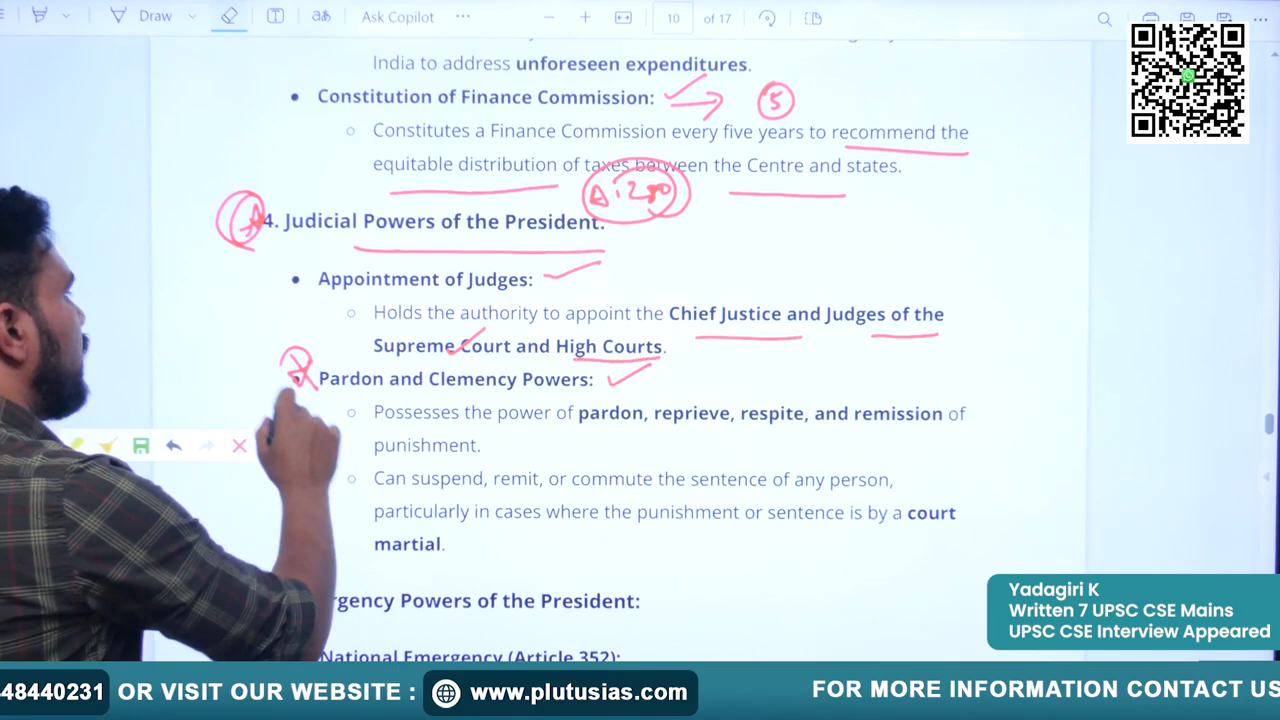 Draw
Ask Copilot
10 of 17
India to address unforeseen expenditures.
• Constitution of Finance Commission:
5
Constitutes a Finance Commission every five years to recommend the
equitable distribution of taxes between the Centre and states.
A:280
4. Judicial Powers of the President.
• Appointment of Judges:
Holds the authority to appoint the Chief Justice and Judges of the
Supreme Court and High Courts.
Pardon and Clemency Powers:
Possesses the power of pardon, reprieve, respite, and remission of
punishment.
Can suspend, remit, or commute the sentence of any person,
particularly in cases where the punishment or sentence is by a court
martial.
rgency Powers of the President:
National Emergency (Article 352):
Yadagiri K
Written 7 UPSC CSE Mains
UPSC CSE Interview Appeared
48440231 OR VISIT OUR WEBSITE : www.plutusias.com FOR MORE INFORMATION CONTACT US